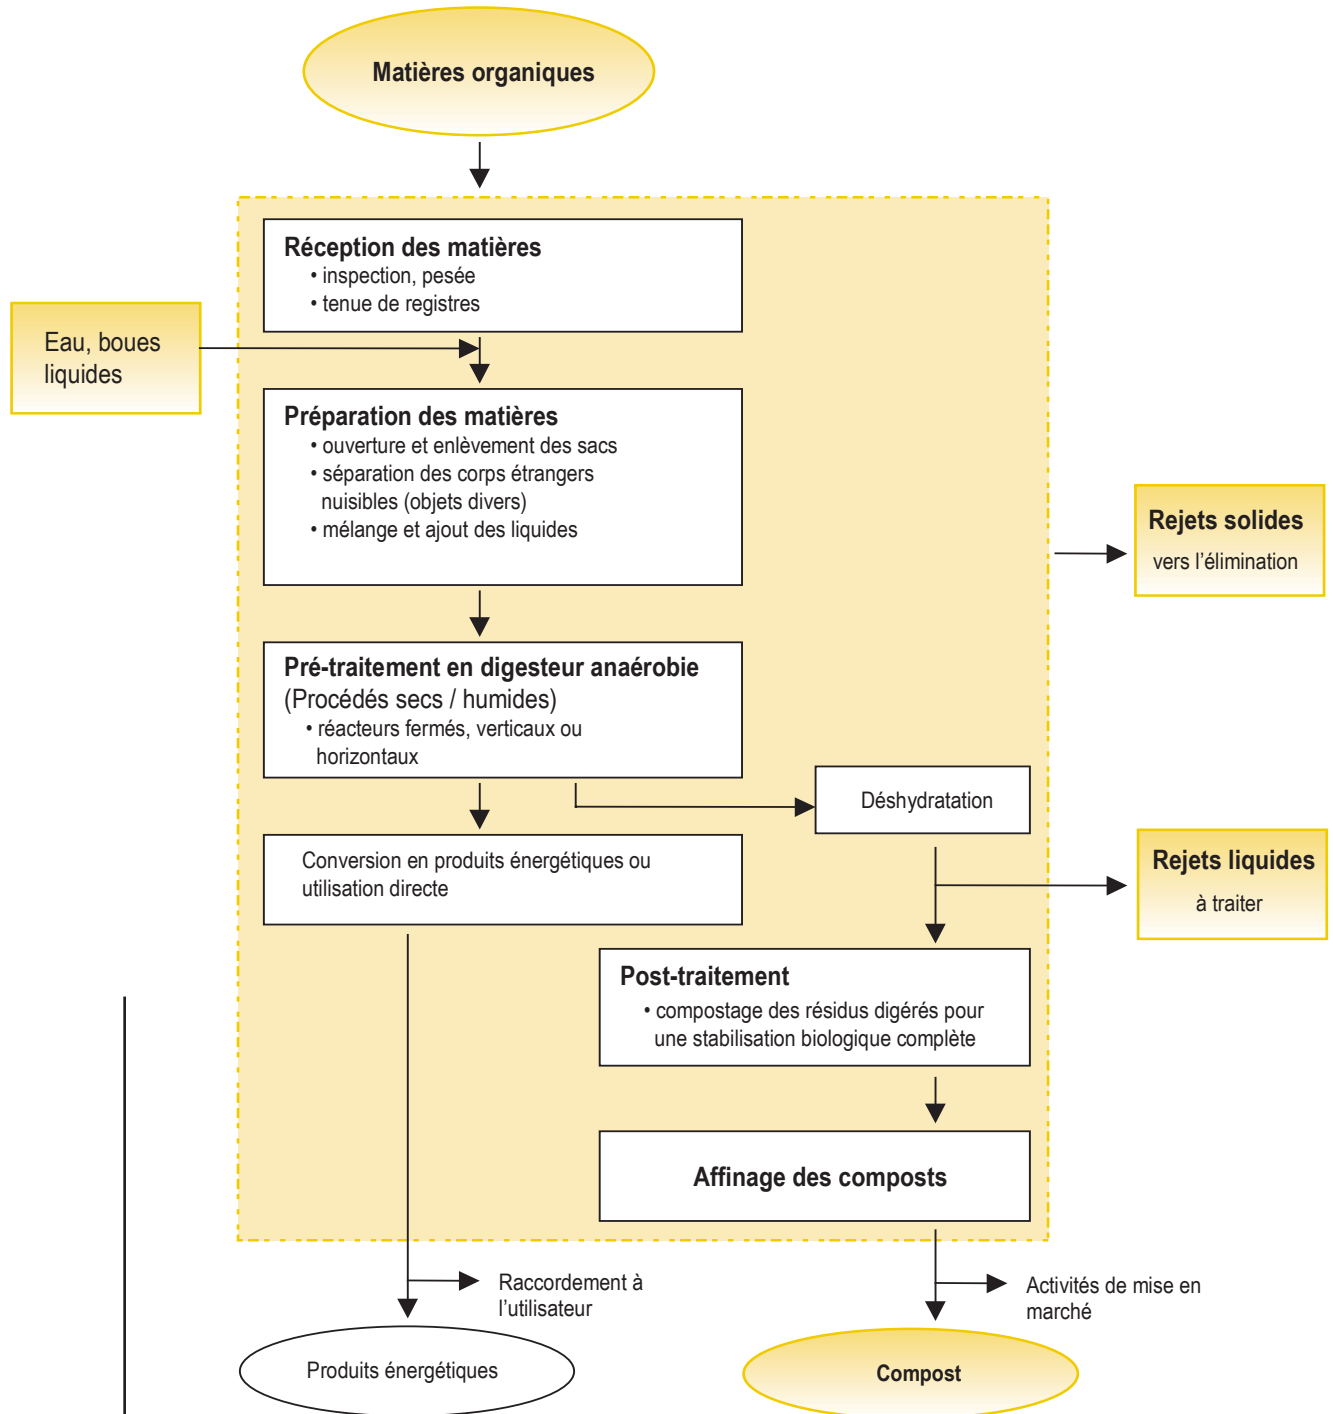 Matières organiques
Réception des matières
• inspection, pesée
• tenue de registres
Eau, boues
liquides
Préparation des matières
• ouverture et enlèvement des sacs
• séparation des corps étrangers
nuisibles (objets divers)
• mélange et ajout des liquides
Rejets solides
vers l'élimination
Pré-traitement en digesteur anaérobie
(Procédés secs / humides)
• réacteurs fermés, verticaux ou
horizontaux
Déshydratation
Conversion en produits énergétiques ou
utilisation directe
Rejets liquides
à traiter
Post-traitement
• compostage des résidus digérés pour
une stabilisation biologique complète
Affinage des composts
Raccordement à
l'utilisateur
Activités de mise en
marché
Produits énergétiques
Compost